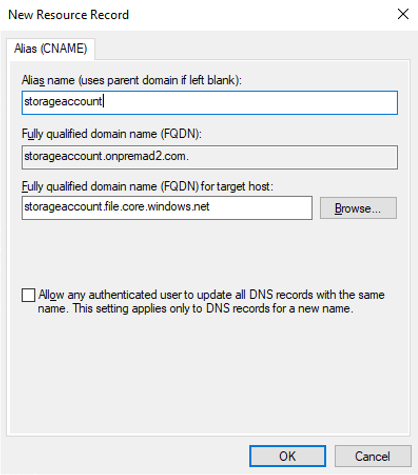 New Resource Record
Alias (CNAME)
Alias name (uses parent domain if left blank):
storageaccount
Fully qualified domain name (FQDN):
storageaccount.onpremad2.com.
Fully qualified domain name (FQDN) for target host:
storageaccount.file.core.windows.net
Browse...
Allow any authenticated user to update all DNS records with the same
name. This setting applies only to DNS records for a new name.
OK
Cancel